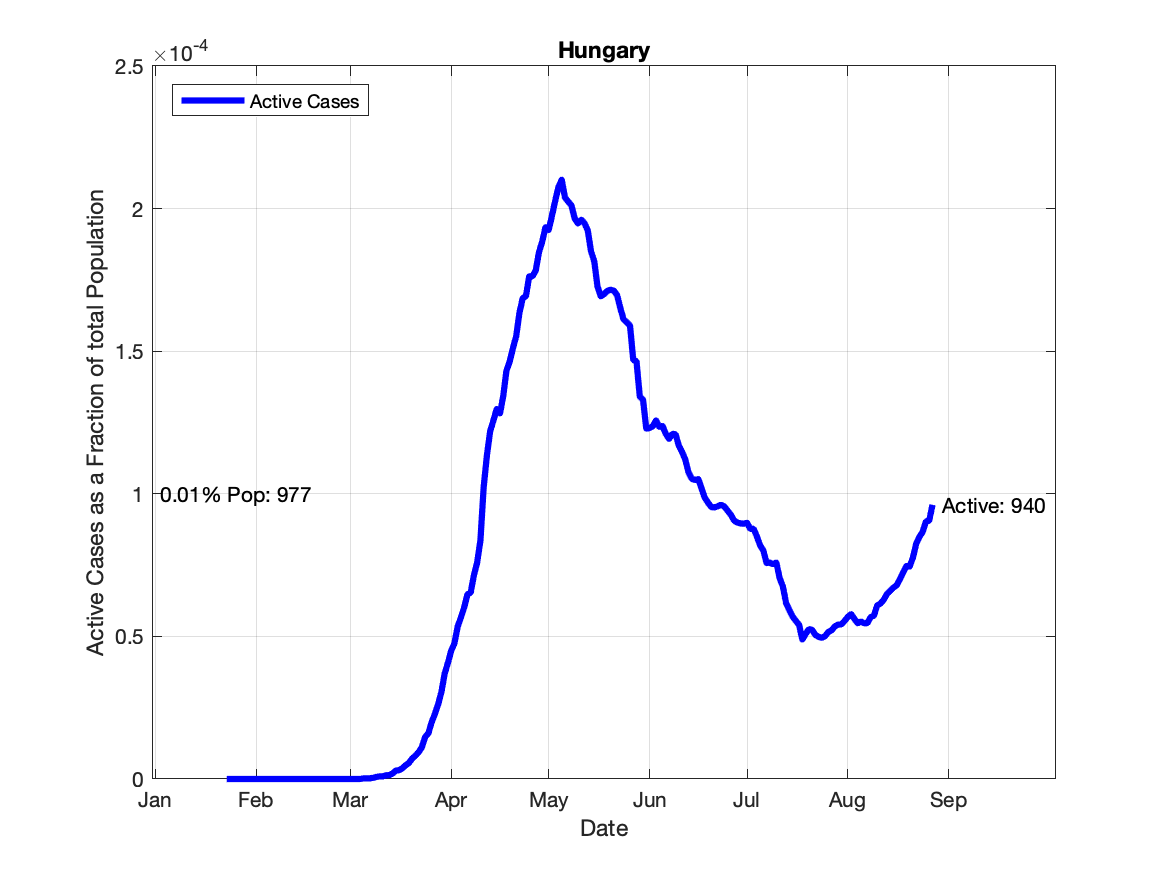 Hungary
×10-4
Active Cases
2.5
2
1.5
1
0.5
0
0.01% Pop: 977
Active: 940
Active Cases as a Fraction of total Population
Jan Feb Mar Apr May Jun Jul Aug Sep
Date